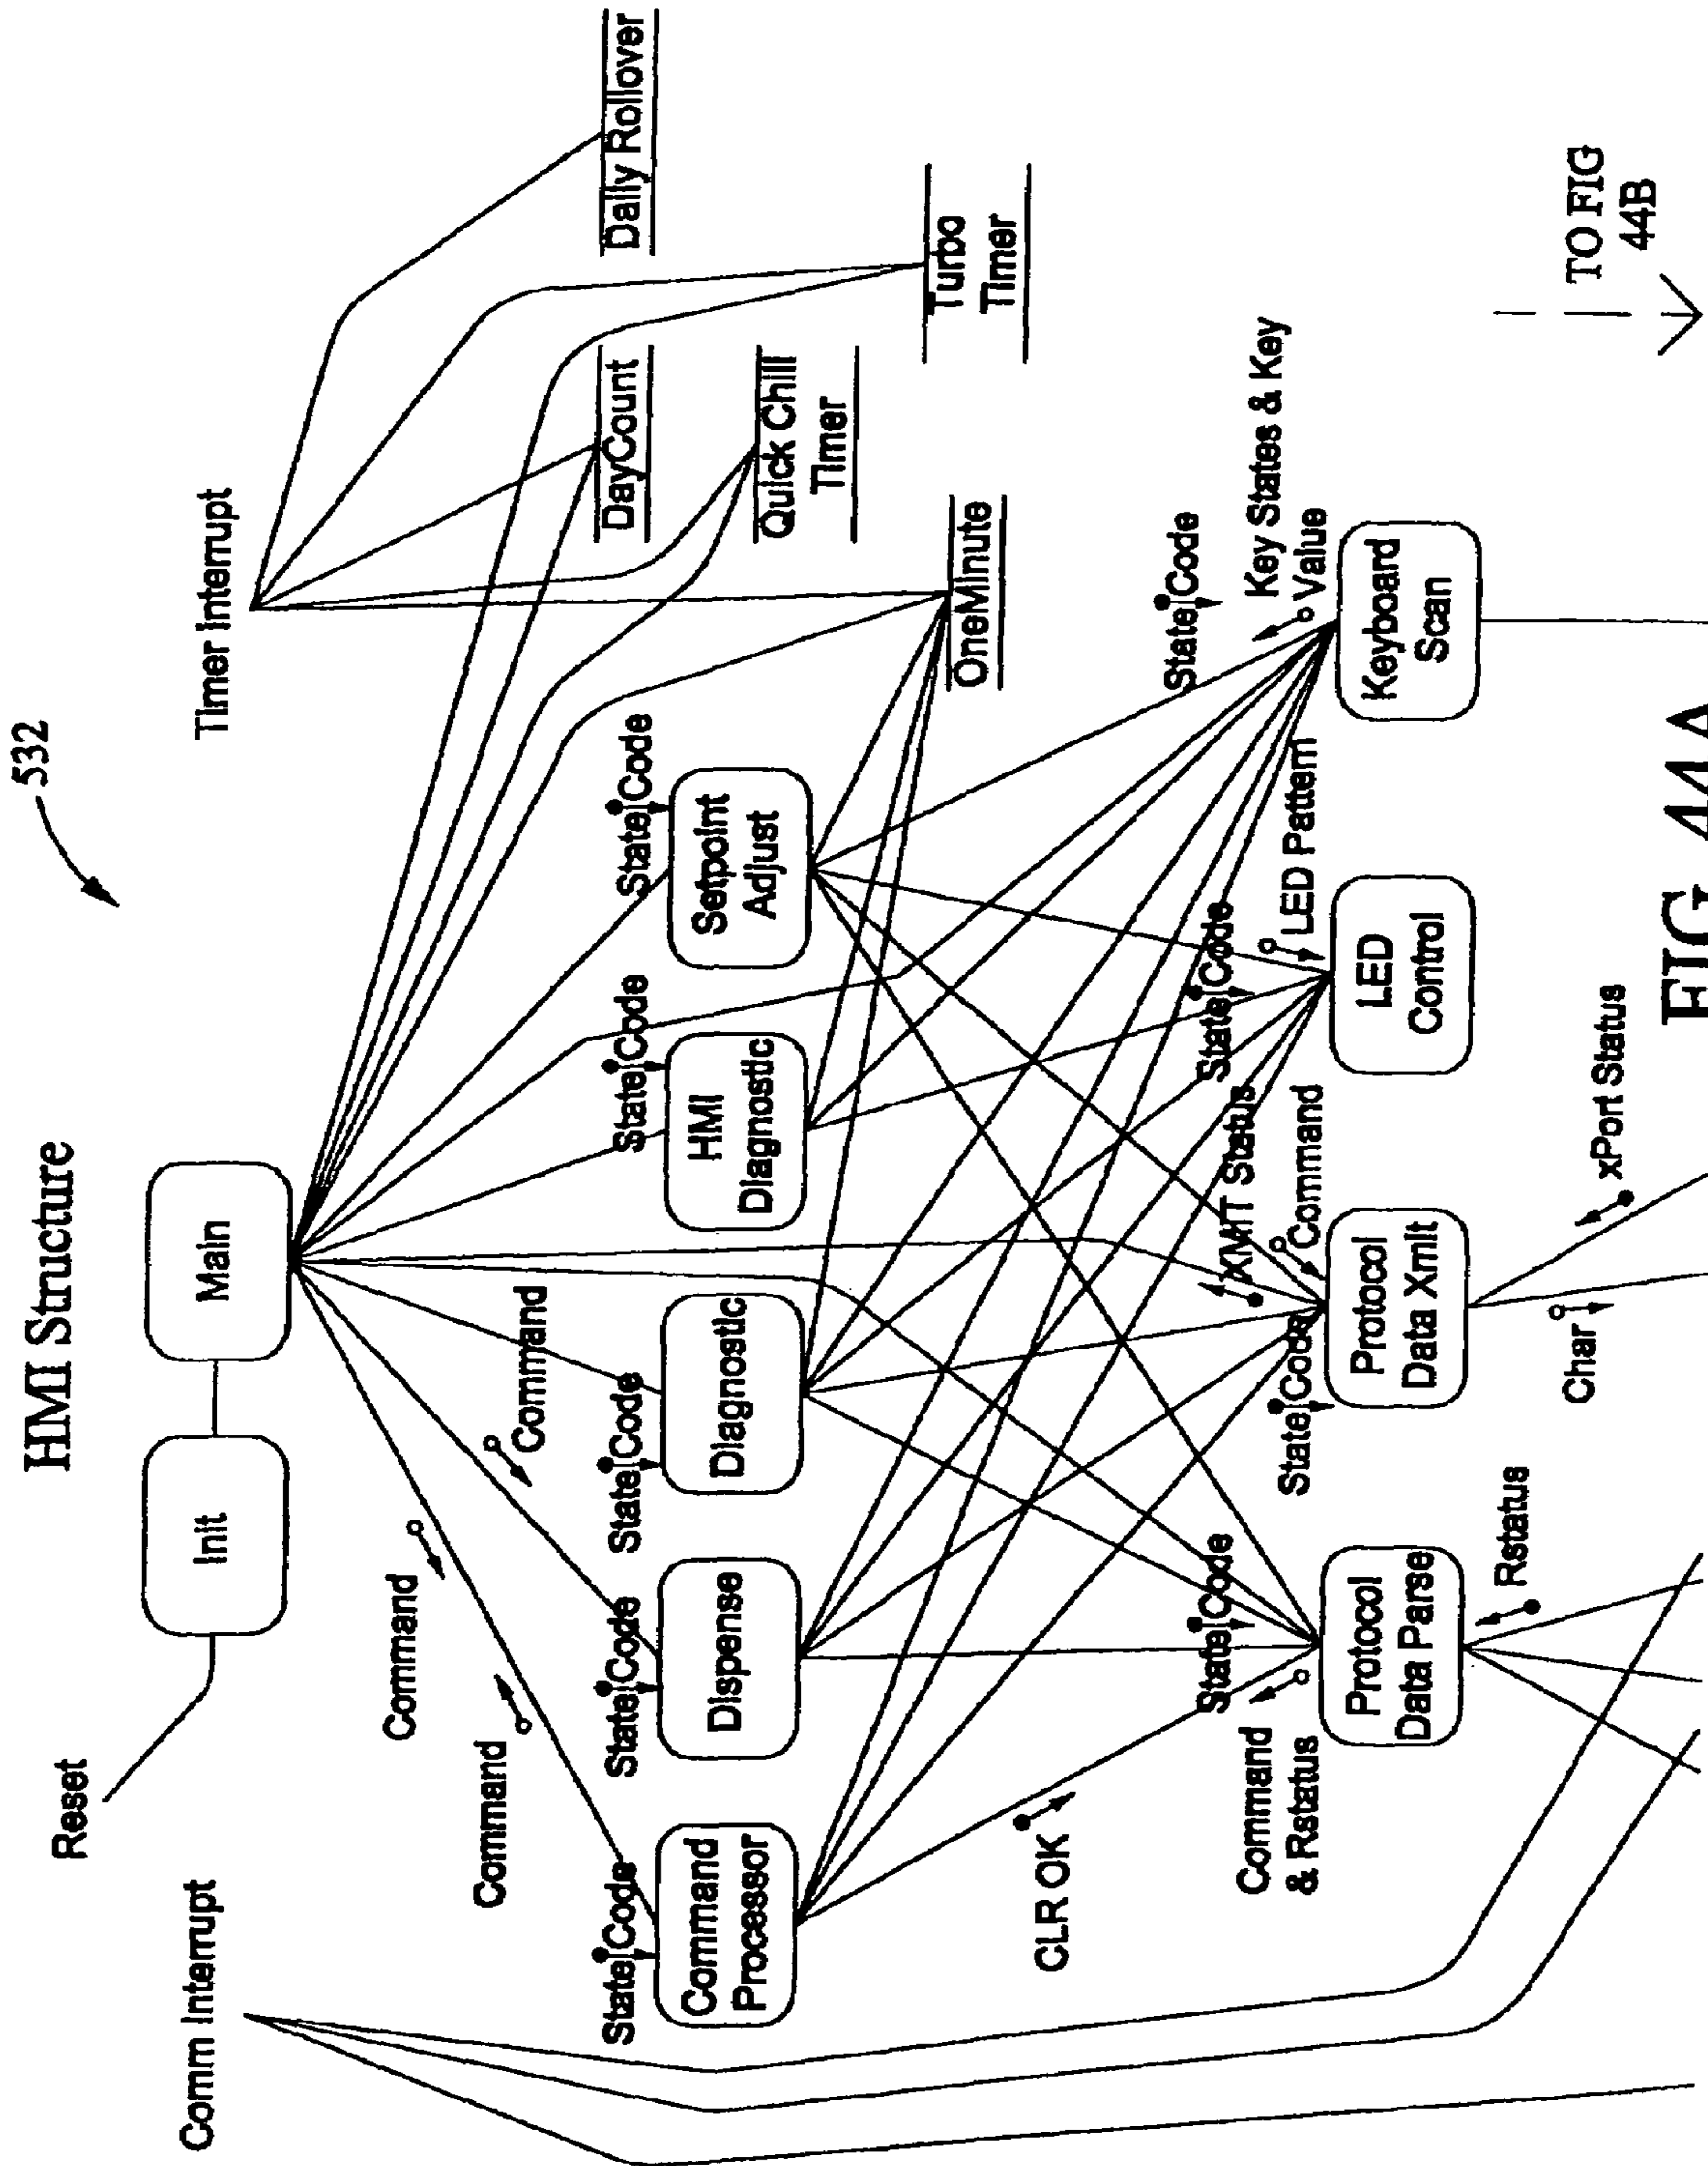 HMI Structure
532
Reset
Init
Main
Comm Interrupt
Timer Interrupt
Command
Command
Command
Daily Rollover
DayCount
Quick Chill
Timer
Turbo
Timer
OneMinute
State Code
Command
Processor
State Code
Dispense
State Code
Diagnostic
State Code
HMI
Diagnostic
State Code
Setpoint
Adjust
CLR OK
Command
& Rstatus
State Code
Protocol
Data Parse
Rstatus
State Code
XMIT Status
Command
Protocol
Data Xmit
Char
xPort Status
State Code
LED Pattern
LED
Control
State Code
Key States & Key
Value
Keyboard
Scan
TO FIG
44B
FIG. 44A